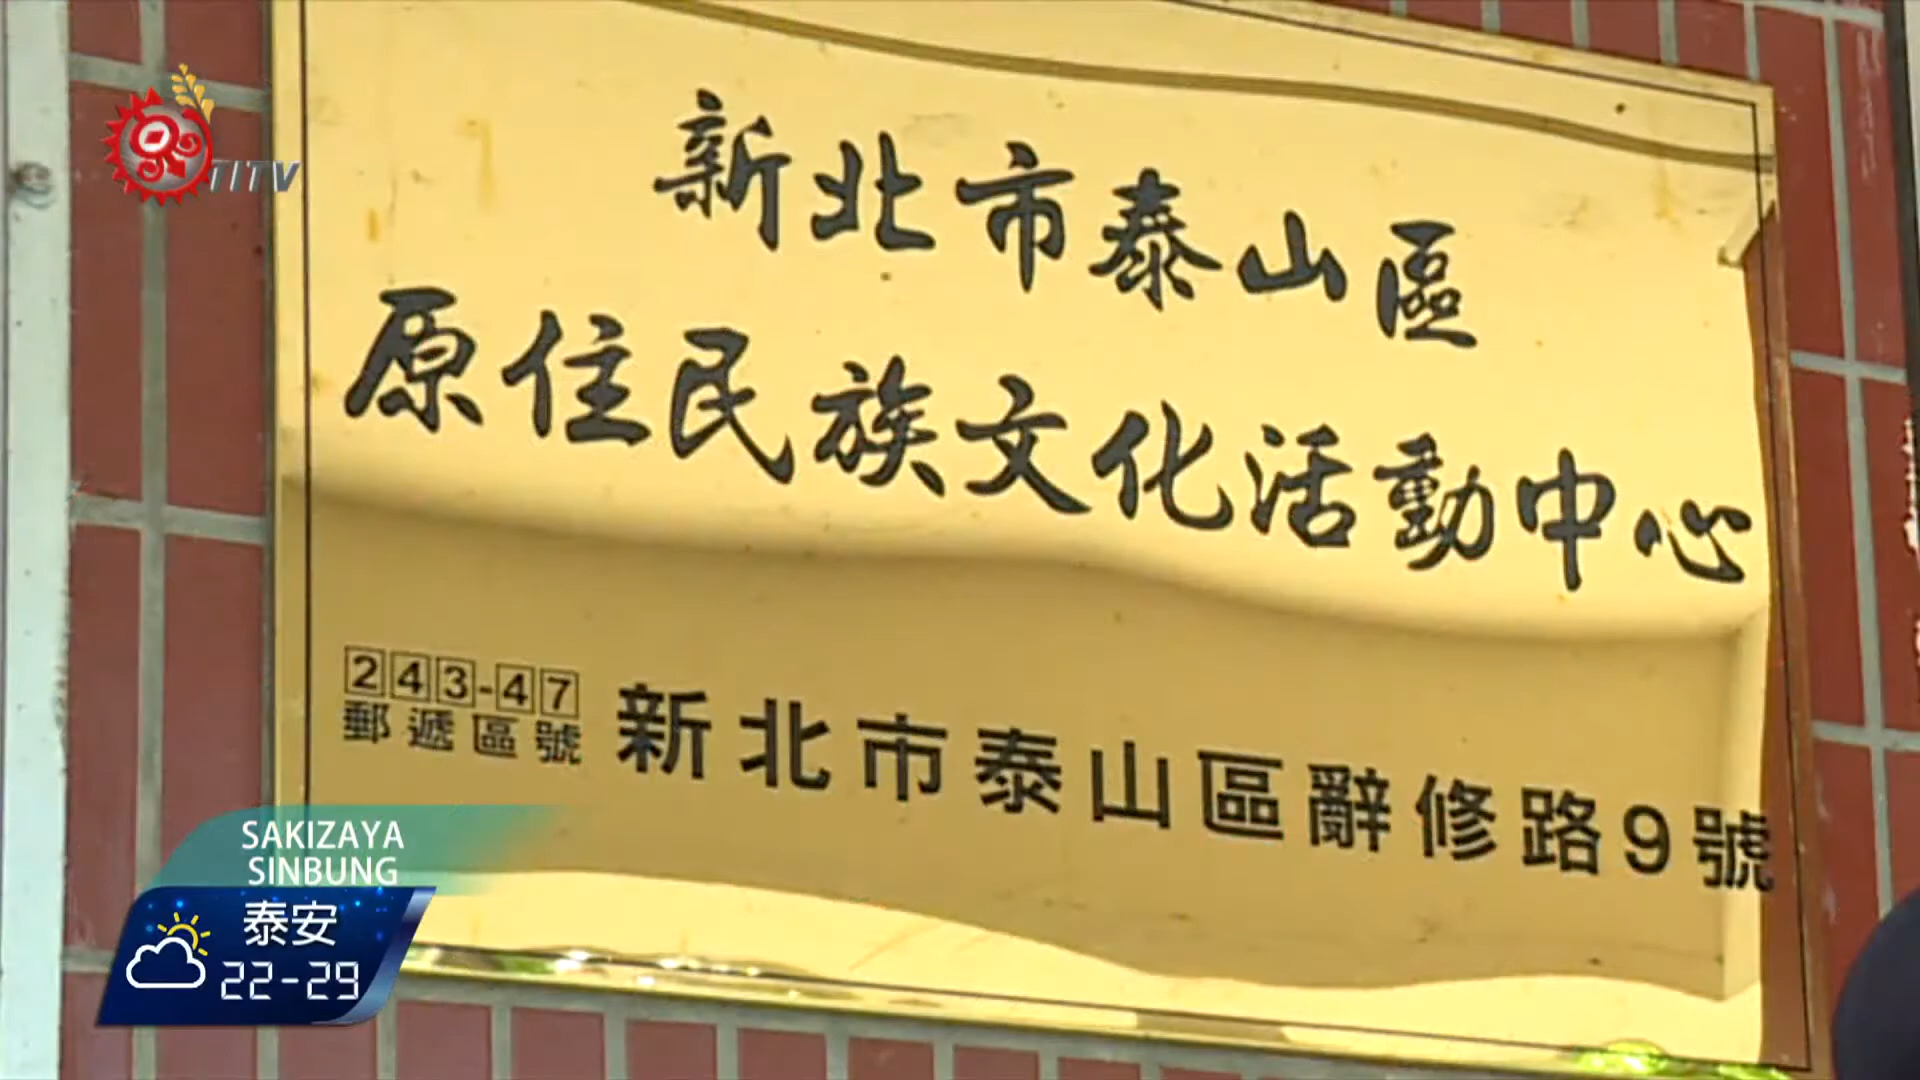 TITV
新北市泰山區
原住民族文化活動中心
243-47
郵遞區號
新北市泰山區辭修路9號
SAKIZAYA
SINBUNG
泰安
22-29